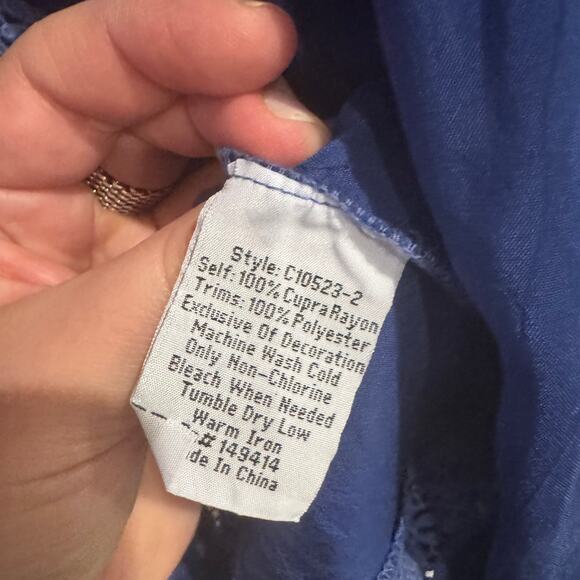 Style: C10523-2
Self: 100% Cupra Rayon
Trims: 100% Polyester
Exclusive Of Decoration
Machine Wash Cold
Only Non-Chlorine
Bleach When Needed
Tumble Dry Low
Warm Iron
# 149414
de In China